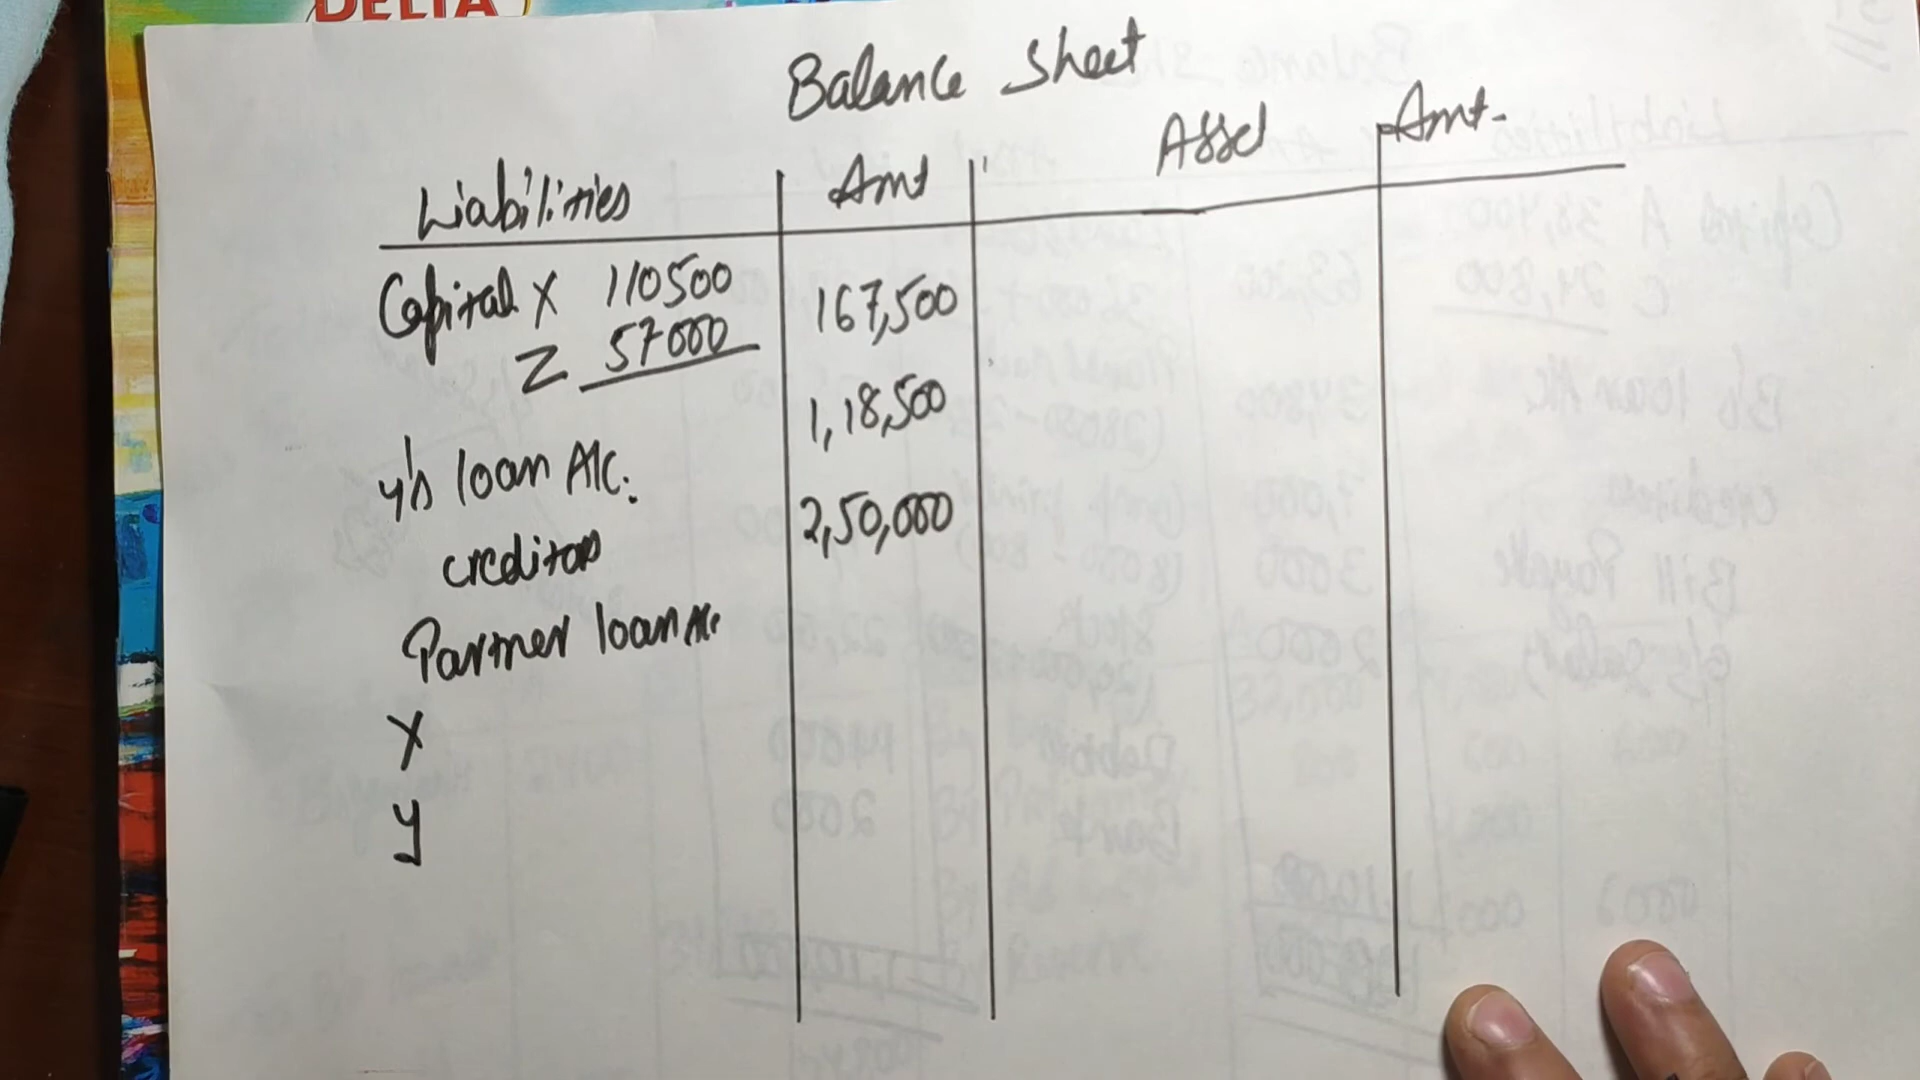 DELTA
Balance Sheet
Liabilities Amt Asset Amt.
Capital X 110500 167,500
Z 57000
1,18,500
y's loan A/c.
2,50,000
creditors
Partner loan A/c
X
y